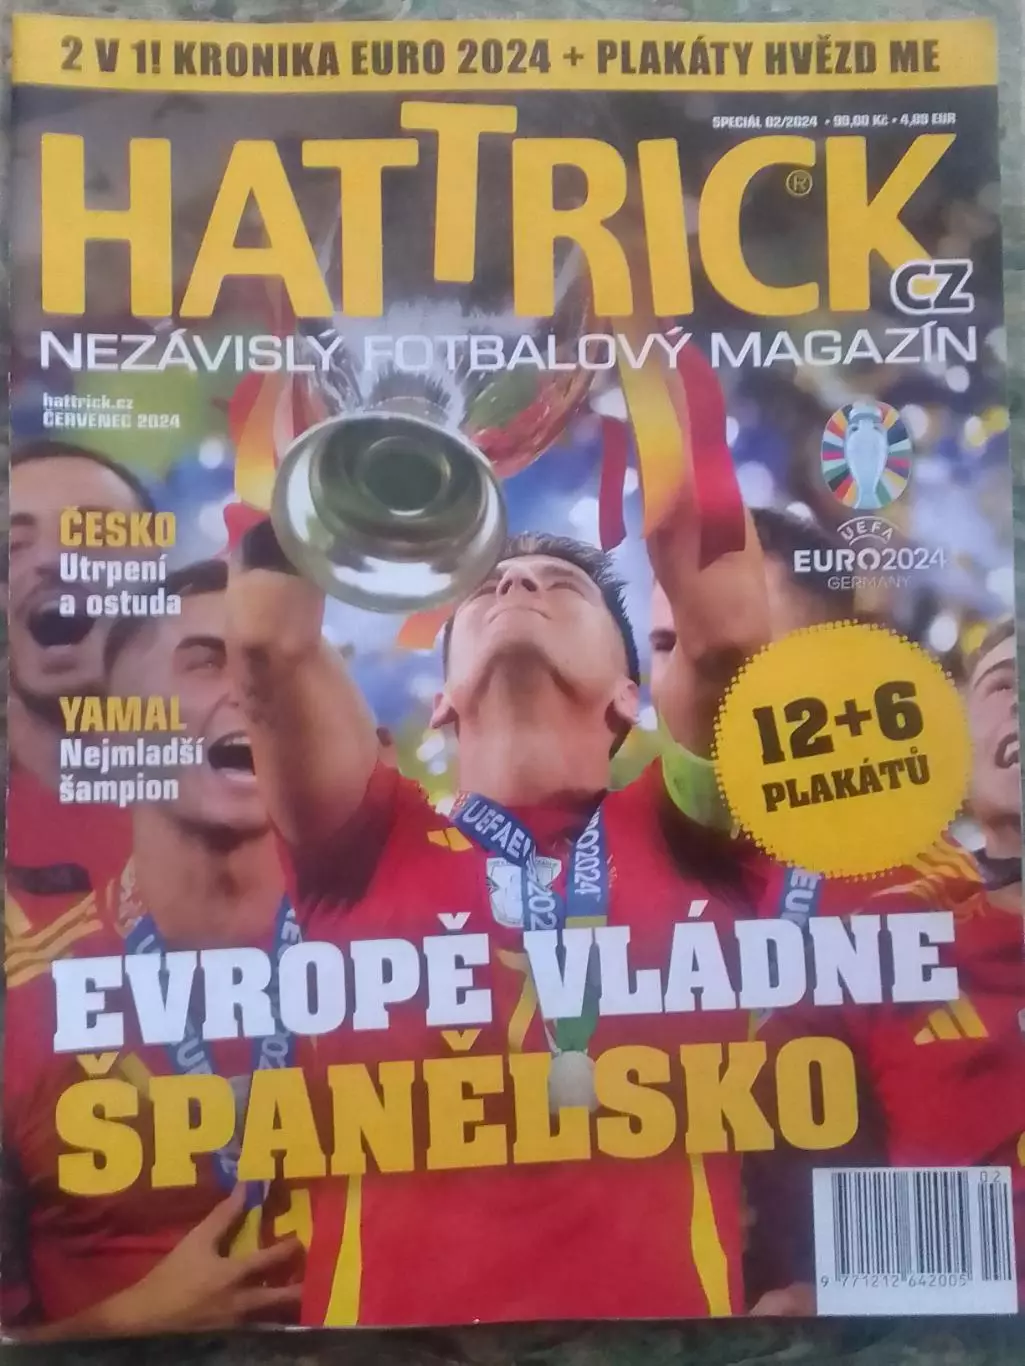 2 V 1! KRONIKA EURO 2024 + PLAKÁTY HVĚZD ME
SPECIÁL 02/2024 • 99,00 Kč • 4,89 EUR
HATTRICK®
CZ
NEZÁVISLÝ FOTBALOVÝ MAGAZÍN
hattrick.cz
ČERVENEC 2024
UEFA
EURO2024
GERMANY
ČESKO
Utrpení
a ostuda
YAMAL
Nejmladší
šampion
12+6
PLAKÁTŮ
EVROPĚ VLÁDNE
ŠPANĚLSKO
02
9 771212 642005